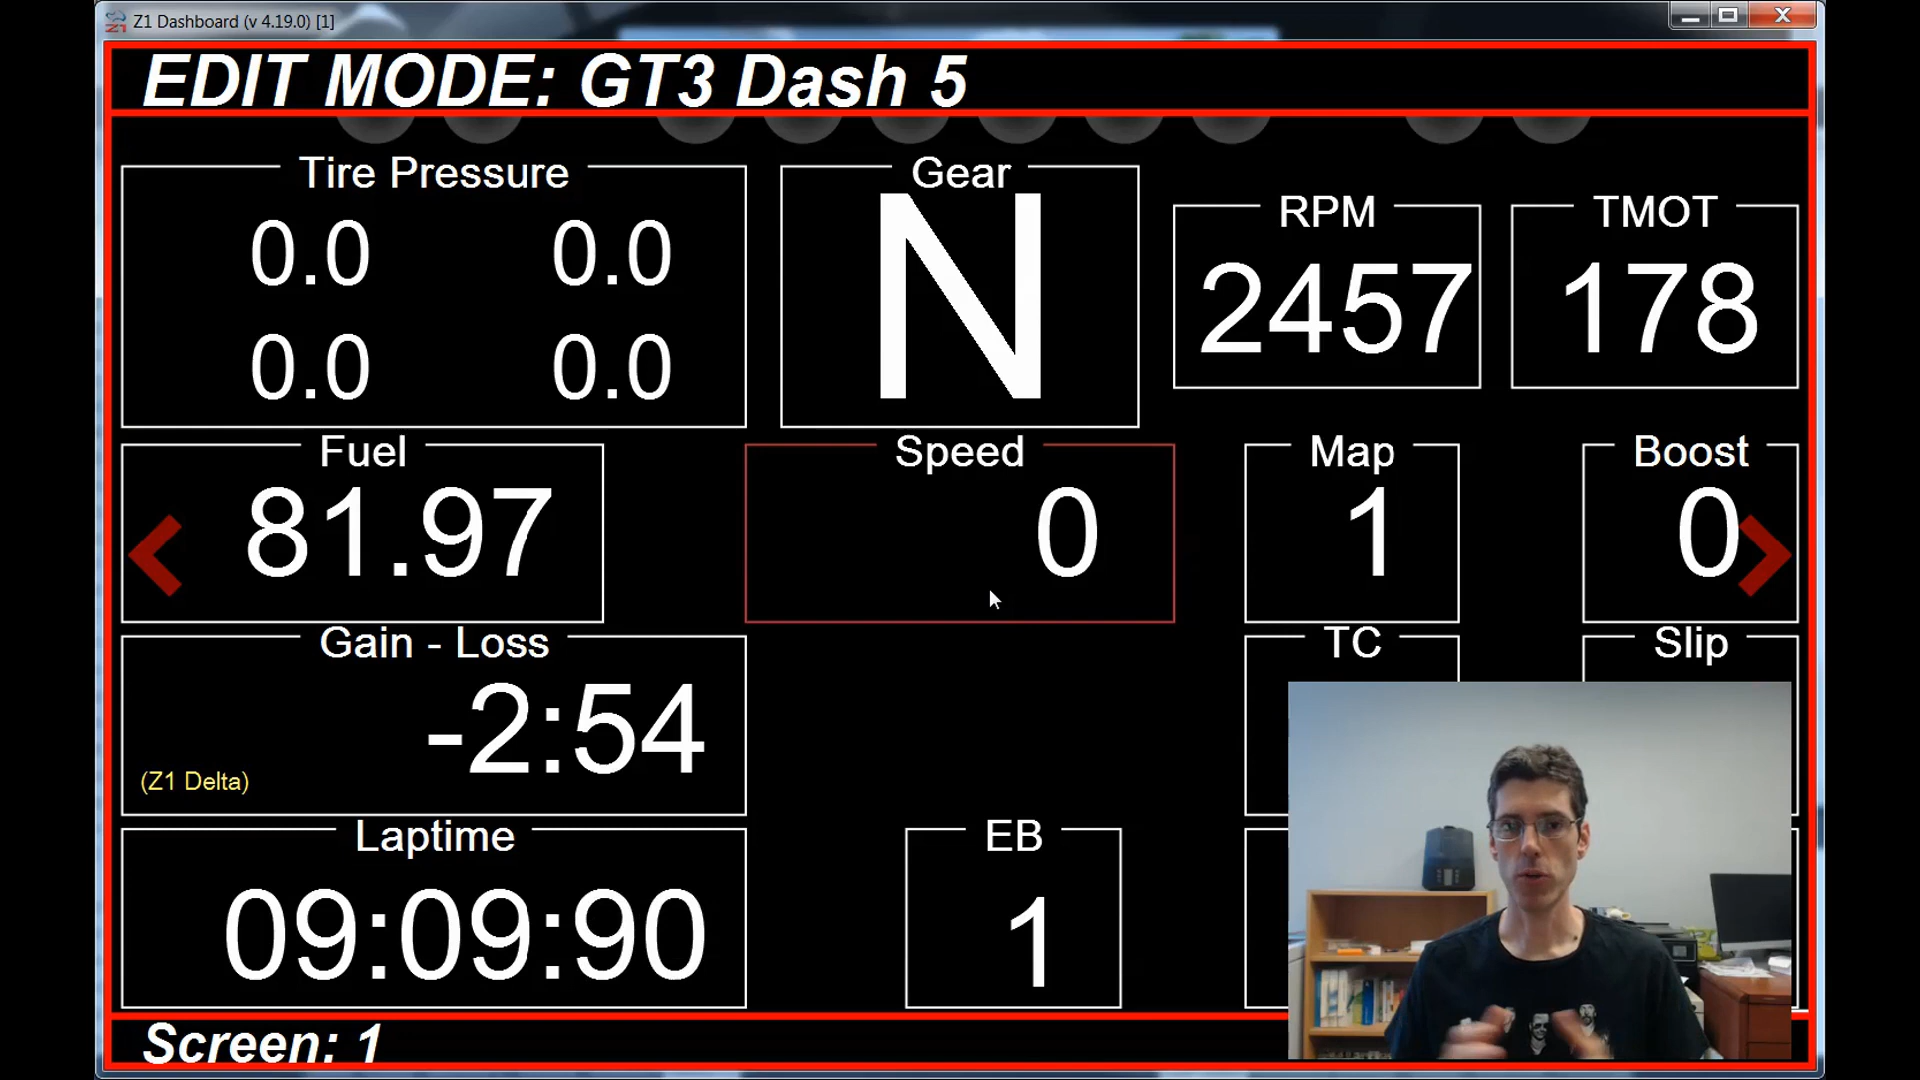 Z1 Dashboard (v 4.19.0) [1]
EDIT MODE: GT3 Dash 5
Tire Pressure
0.0 0.0
0.0 0.0
Gear
N
RPM
2457
TMOT
178
Fuel
81.97
Speed
0
Map
1
Boost
0
Gain - Loss
-2:54
(Z1 Delta)
TC
Slip
Laptime
09:09:90
EB
1
Screen: 1